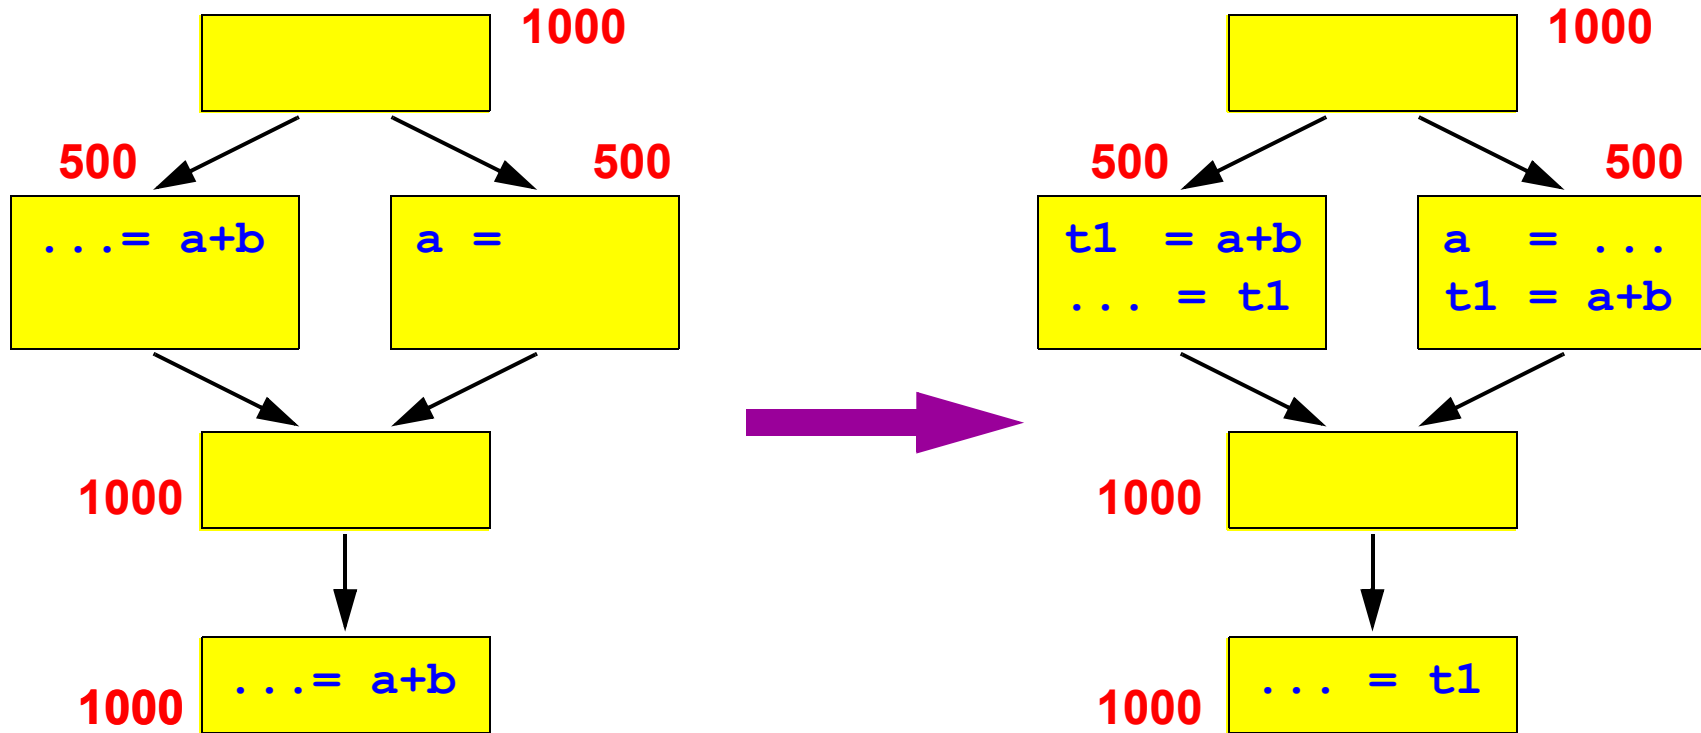 1000
500
500
...= a+b
a =
1000
1000
...= a+b
1000
500
500
t1 = a+b
... = t1
a = ...
t1 = a+b
1000
1000
... = t1